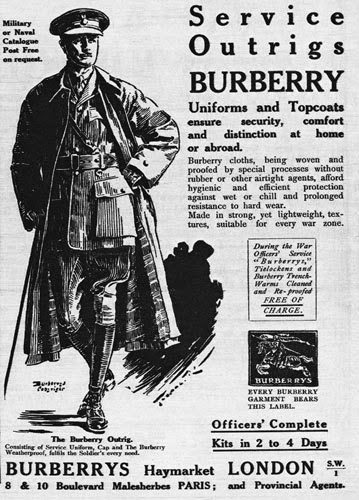 Military
or Naval
Catalogue
Post Free
on request.
Service
Outrigs
BURBERRY
Uniforms and Topcoats
ensure security, comfort
and distinction at home
or abroad.
Burberry cloths, being woven and
proofed by special processes without
rubber or other airtight agents, afford
hygienic and efficient protection
against wet or chill and prolonged
resistance to hard wear.
Made in strong, yet lightweight, tex-
tures, suitable for every war zone.
During the War
Officers' Service
"Burberrys,"
Tielockens and
Burberry Trench-
Warms Cleaned
and Re-proofed
FREE OF
CHARGE.
BURBERRYS
EVERY BURBERRY
GARMENT BEARS
THIS LABEL.
Officers' Complete
Kits in 2 to 4 Days
Burberrys
Copyright
The Burberry Outrig.
Consisting of Service Uniform, Cap and The Burberry
Weatherproof, fulfils the Soldier's every need.
BURBERRYS Haymarket LONDON S.W. 1
8 & 10 Boulevard Malesherbes PARIS; and Provincial Agents.